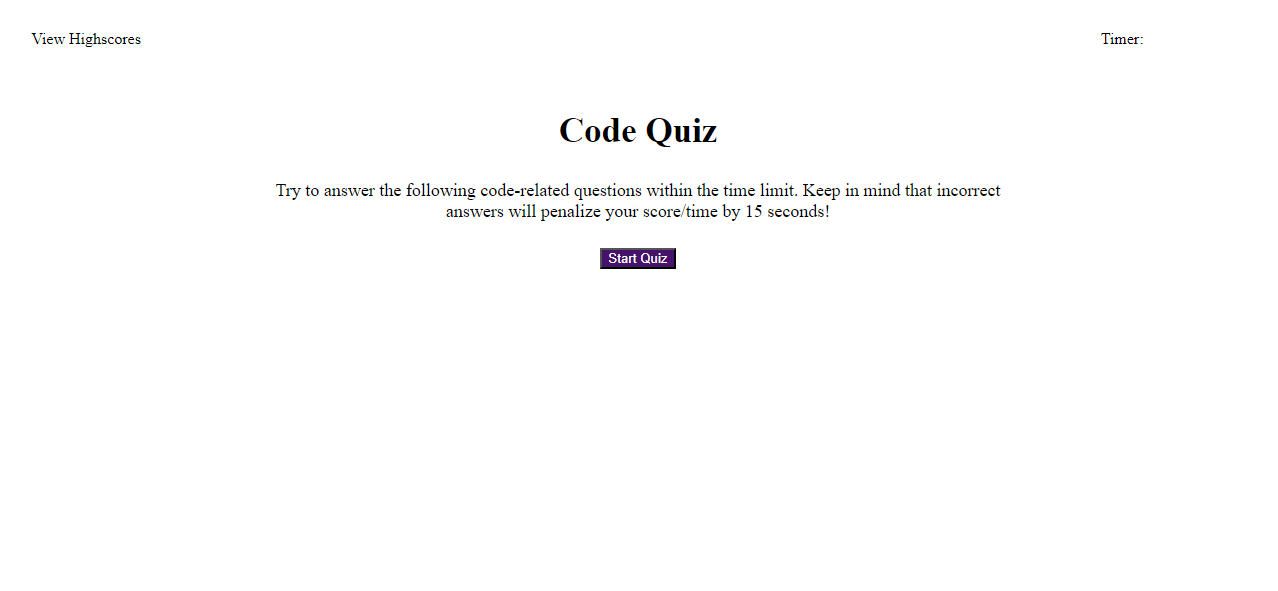 View Highscores
Timer:
Code Quiz
Try to answer the following code-related questions within the time limit. Keep in mind that incorrect
answers will penalize your score/time by 15 seconds!
Start Quiz